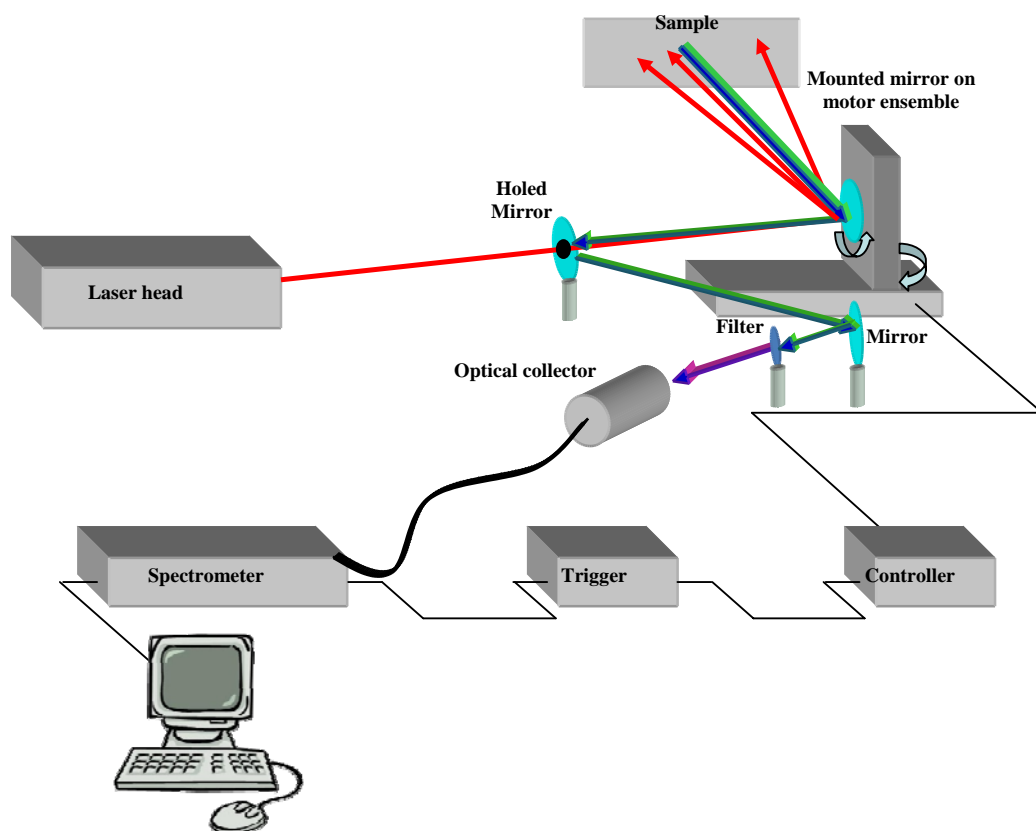 Sample
Mounted mirror on
motor ensemble
Holed
Mirror
Laser head
Filter
Mirror
Optical collector
Spectrometer
Trigger
Controller